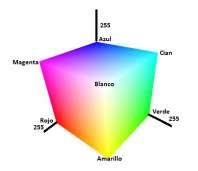 255
Azul
Cian
Magenta
Blanco
Verde
255
Rojo
255
Amarillo